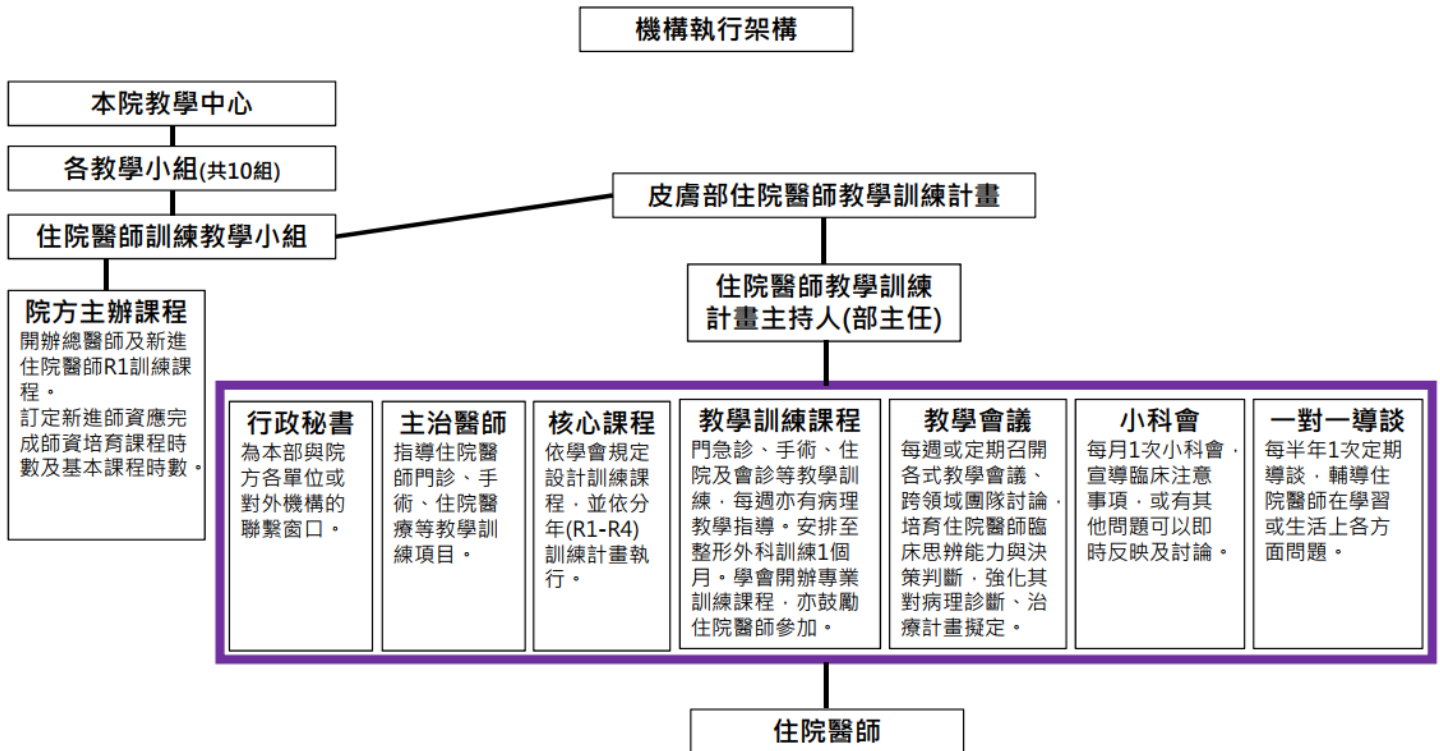 機構執行架構
本院教學中心
各教學小組(共10組)
住院醫師訓練教學小組
皮膚部住院醫師教學訓練計畫
住院醫師教學訓練
計畫主持人(部主任)
院方主辦課程
開辦總醫師及新進
住院醫師R1訓練課
程。
訂定新進師資應完
成師資培育課程時
數及基本課程時數。
行政秘書
為本部與院
方各單位或
對外機構的
聯繫窗口。
主治醫師
指導住院醫
師門診、手
術、住院醫
療等教學訓
練項目。
核心課程
依學會規定
設計訓練課
程，並依分
年(R1-R4)
訓練計畫執
行。
教學訓練課程
門急診、手術、住
院及會診等教學訓
練，每週亦有病理
教學指導。安排至
整形外科訓練1個
月。學會開辦專業
訓練課程，亦鼓勵
住院醫師參加。
教學會議
每週或定期召開
各式教學會議、
跨領域團隊討論，
培育住院醫師臨
床思辨能力與決
策判斷，強化其
對病理診斷、治
療計畫擬定。
小科會
每月1次小科會，
宣導臨床注意
事項，或有其
他問題可以即
時反映及討論。
一對一導談
每半年1次定期
導談，輔導住
院醫師在學習
或生活上各方
面問題。
住院醫師